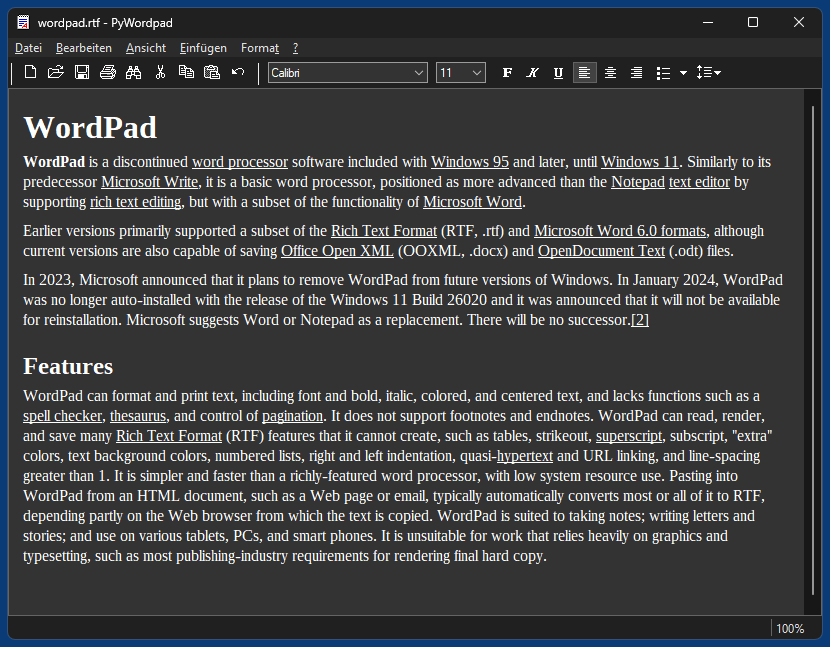 wordpad.rtf - PyWordpad
Datei Bearbeiten Ansicht Einfügen Format ?
Calibri 11 F K U
WordPad
WordPad is a discontinued word processor software included with Windows 95 and later, until Windows 11. Similarly to its
predecessor Microsoft Write, it is a basic word processor, positioned as more advanced than the Notepad text editor by
supporting rich text editing, but with a subset of the functionality of Microsoft Word.
Earlier versions primarily supported a subset of the Rich Text Format (RTF, .rtf) and Microsoft Word 6.0 formats, although
current versions are also capable of saving Office Open XML (OOXML, .docx) and OpenDocument Text (.odt) files.
In 2023, Microsoft announced that it plans to remove WordPad from future versions of Windows. In January 2024, WordPad
was no longer auto-installed with the release of the Windows 11 Build 26020 and it was announced that it will not be available
for reinstallation. Microsoft suggests Word or Notepad as a replacement. There will be no successor.[2]
Features
WordPad can format and print text, including font and bold, italic, colored, and centered text, and lacks functions such as a
spell checker, thesaurus, and control of pagination. It does not support footnotes and endnotes. WordPad can read, render,
and save many Rich Text Format (RTF) features that it cannot create, such as tables, strikeout, superscript, subscript, "extra"
colors, text background colors, numbered lists, right and left indentation, quasi-hypertext and URL linking, and line-spacing
greater than 1. It is simpler and faster than a richly-featured word processor, with low system resource use. Pasting into
WordPad from an HTML document, such as a Web page or email, typically automatically converts most or all of it to RTF,
depending partly on the Web browser from which the text is copied. WordPad is suited to taking notes; writing letters and
stories; and use on various tablets, PCs, and smart phones. It is unsuitable for work that relies heavily on graphics and
typesetting, such as most publishing-industry requirements for rendering final hard copy.
100%